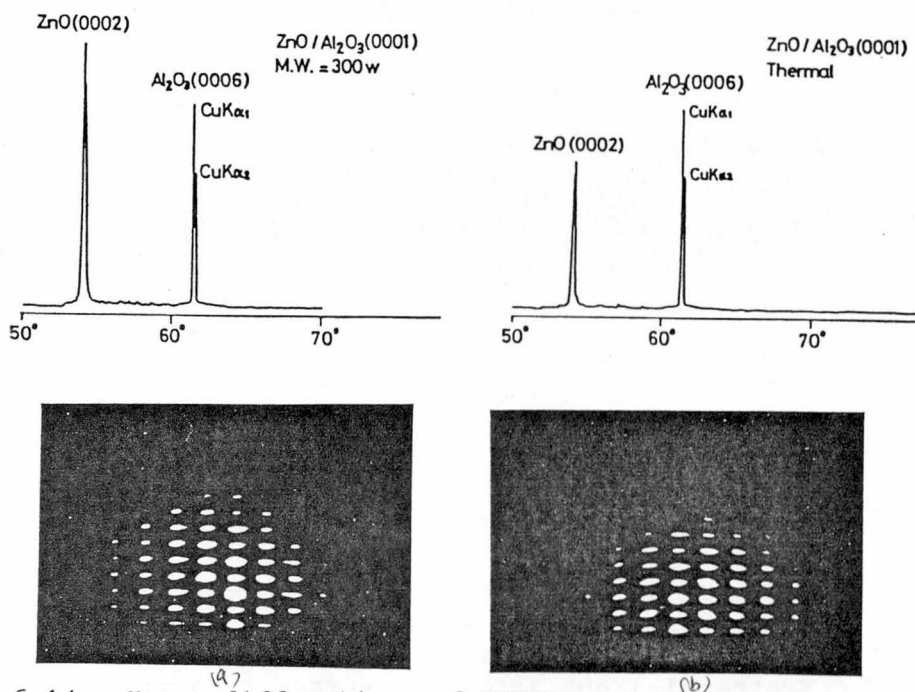 ZnO(0002)
ZnO/Al₂O₃(0001)
M.W. = 300w
Al₂O₃(0006)
CuKα₁
CuKα₂
50° 60° 70°
ZnO/Al₂O₃(0001)
Thermal
Al₂O₃(0006)
CuKα₁
ZnO(0002)
CuKα₂
50° 60° 70°
(a) (b)